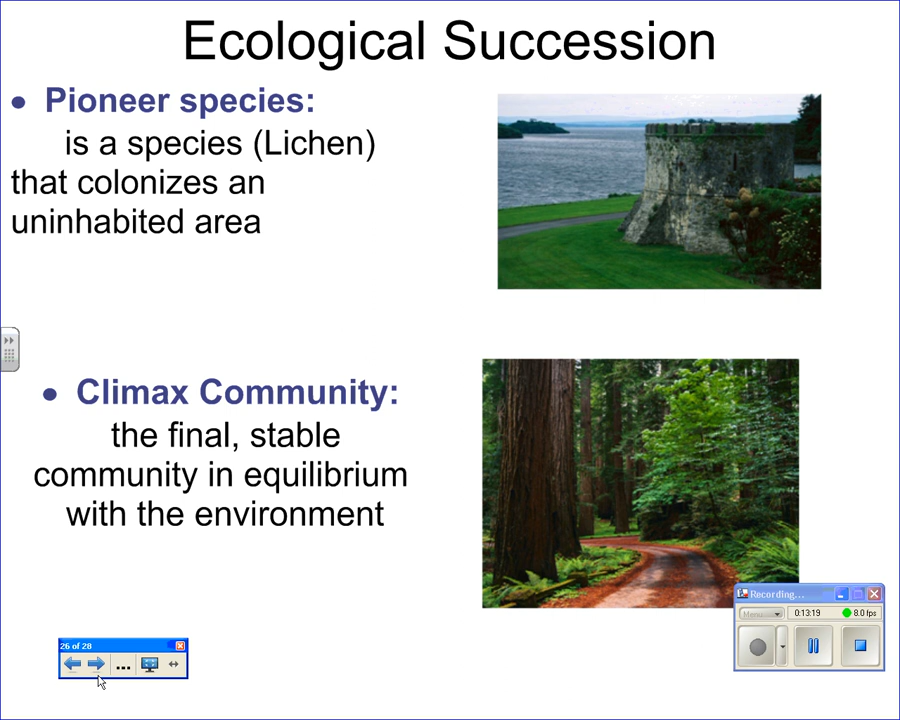 Ecological Succession
• Pioneer species:
is a species (Lichen)
that colonizes an
uninhabited area
• Climax Community:
the final, stable
community in equilibrium
with the environment
Recording...
Menu
0:13:19
8.0 fps
26 of 28
...